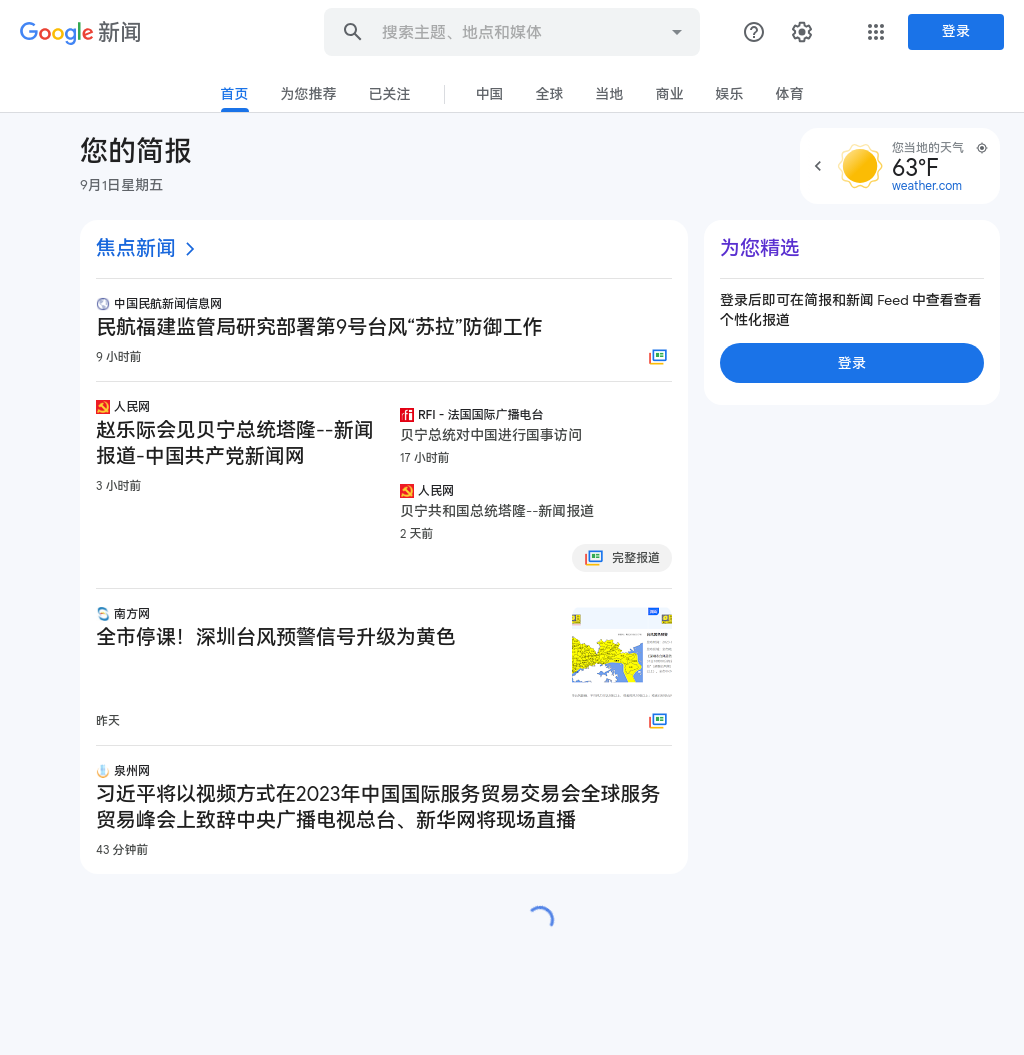 Google 新闻
搜索主题、地点和媒体
登录
首页 为您推荐 已关注 中国 全球 当地 商业 娱乐 体育
您的简报
9月1日星期五
您当地的天气
63°F
weather.com
焦点新闻
中国民航新闻信息网
民航福建监管局研究部署第9号台风“苏拉”防御工作
9 小时前
人民网
赵乐际会见贝宁总统塔隆--新闻
报道-中国共产党新闻网
3 小时前
RFI - 法国国际广播电台
贝宁总统对中国进行国事访问
17 小时前
人民网
贝宁共和国总统塔隆--新闻报道
2 天前
完整报道
南方网
全市停课！深圳台风预警信号升级为黄色
昨天
泉州网
习近平将以视频方式在2023年中国国际服务贸易交易会全球服务
贸易峰会上致辞中央广播电视总台、新华网将现场直播
43 分钟前
为您精选
登录后即可在简报和新闻 Feed 中查看查看
个性化报道
登录